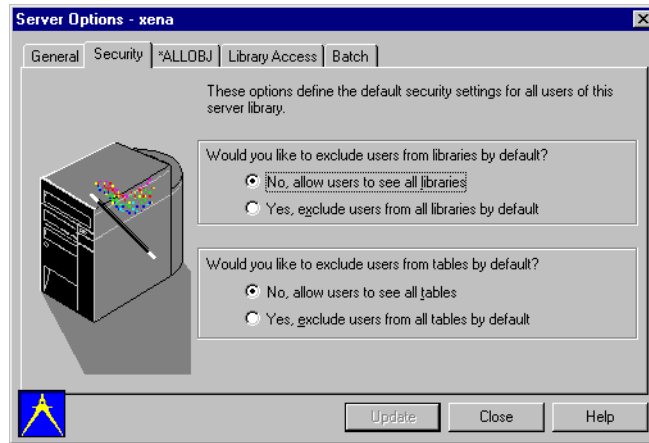 Server Options - xena
General Security *ALLOBJ Library Access Batch
These options define the default security settings for all users of this
server library.
Would you like to exclude users from libraries by default?
No, allow users to see all libraries
Yes, exclude users from all libraries by default
Would you like to exclude users from tables by default?
No, allow users to see all tables
Yes, exclude users from all tables by default
Update Close Help